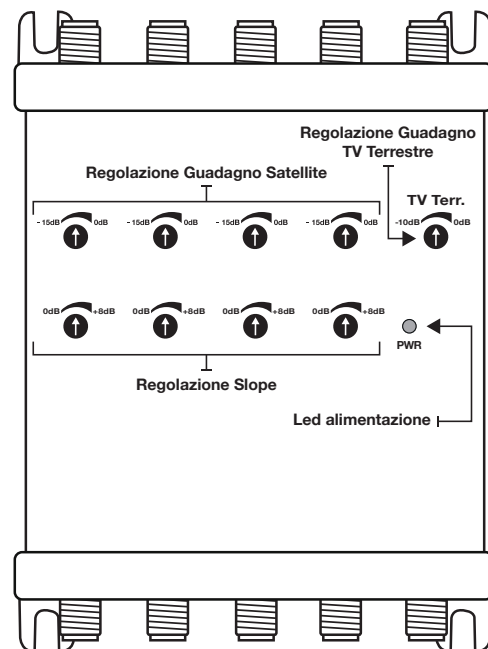 Regolazione Guadagno
TV Terrestre
Regolazione Guadagno Satellite
TV Terr.
- 15dB 0dB - 15dB 0dB - 15dB 0dB - 15dB 0dB -10dB 0dB
0dB +8dB 0dB +8dB 0dB +8dB 0dB +8dB
PWR
Regolazione Slope
Led alimentazione